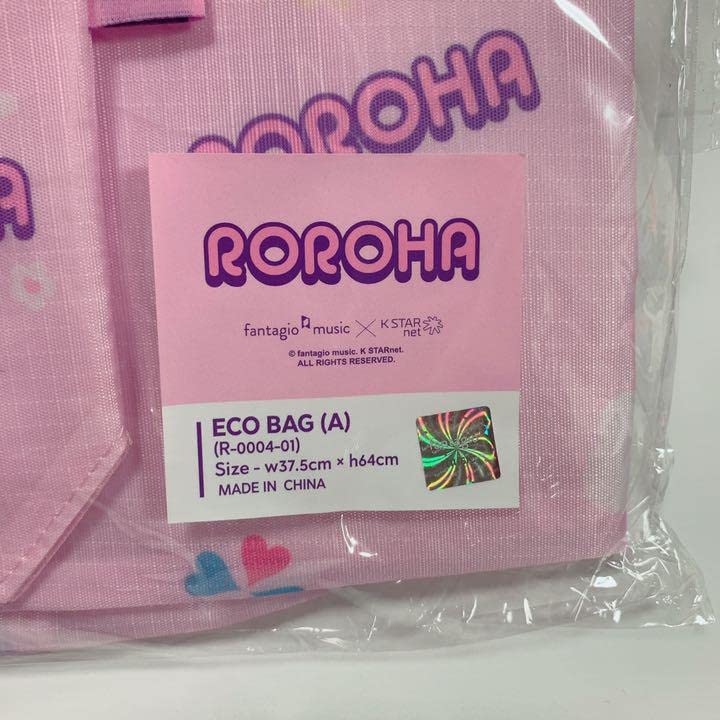 ROROHA
ROROHA
fantagio music × K STAR net
© fantagio music. K STARnet.
ALL RIGHTS RESERVED.
ECO BAG (A)
(R-0004-01)
Size - w37.5cm × h64cm
MADE IN CHINA